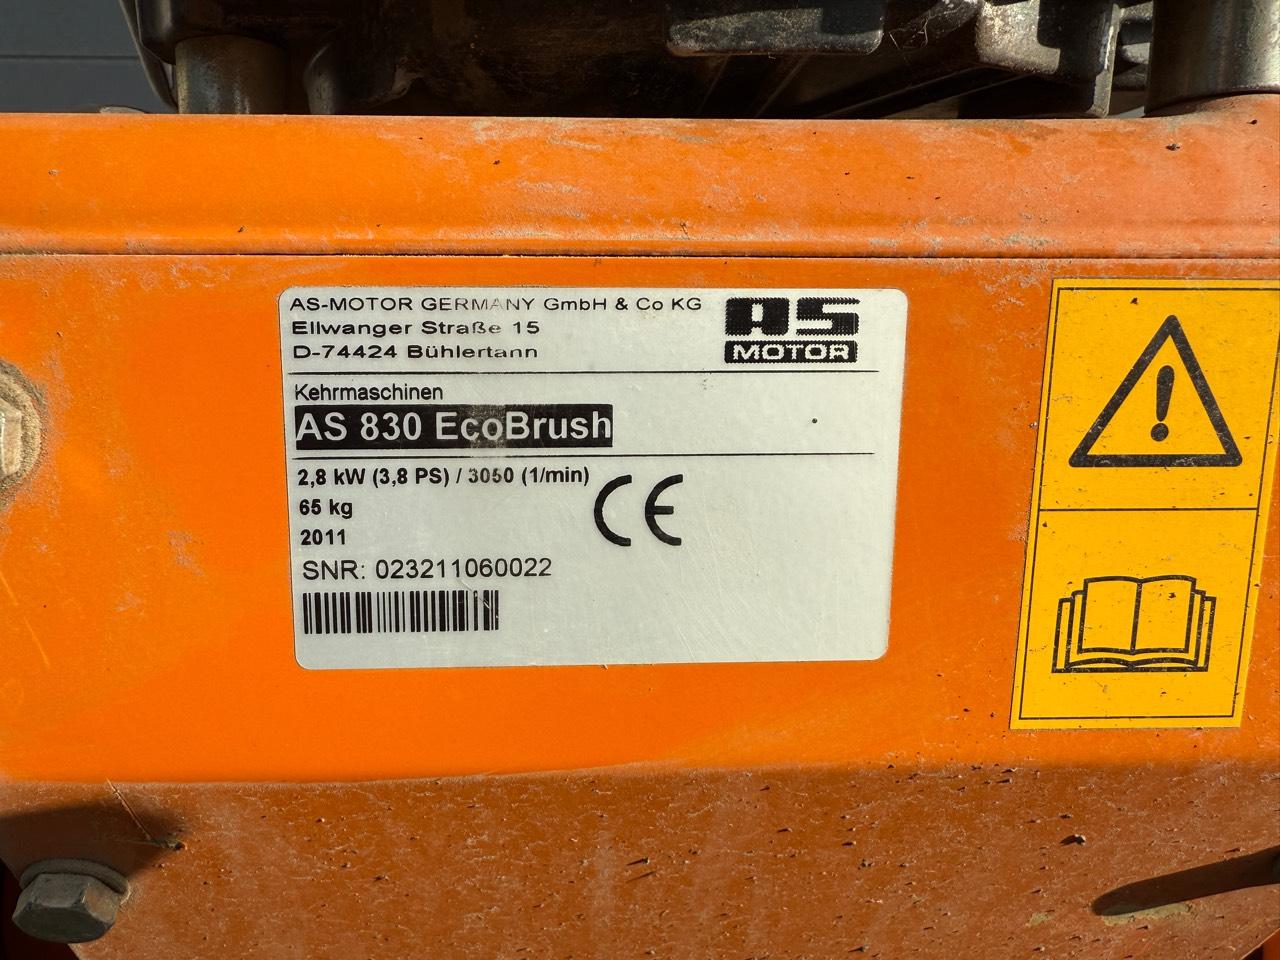 AS-MOTOR GERMANY GmbH & Co KG
Ellwanger Straße 15
D-74424 Bühlertann
AS
MOTOR
Kehrmaschinen
AS 830 EcoBrush
2,8 kW (3,8 PS) / 3050 (1/min)
65 kg
2011
CE
SNR: 023211060022